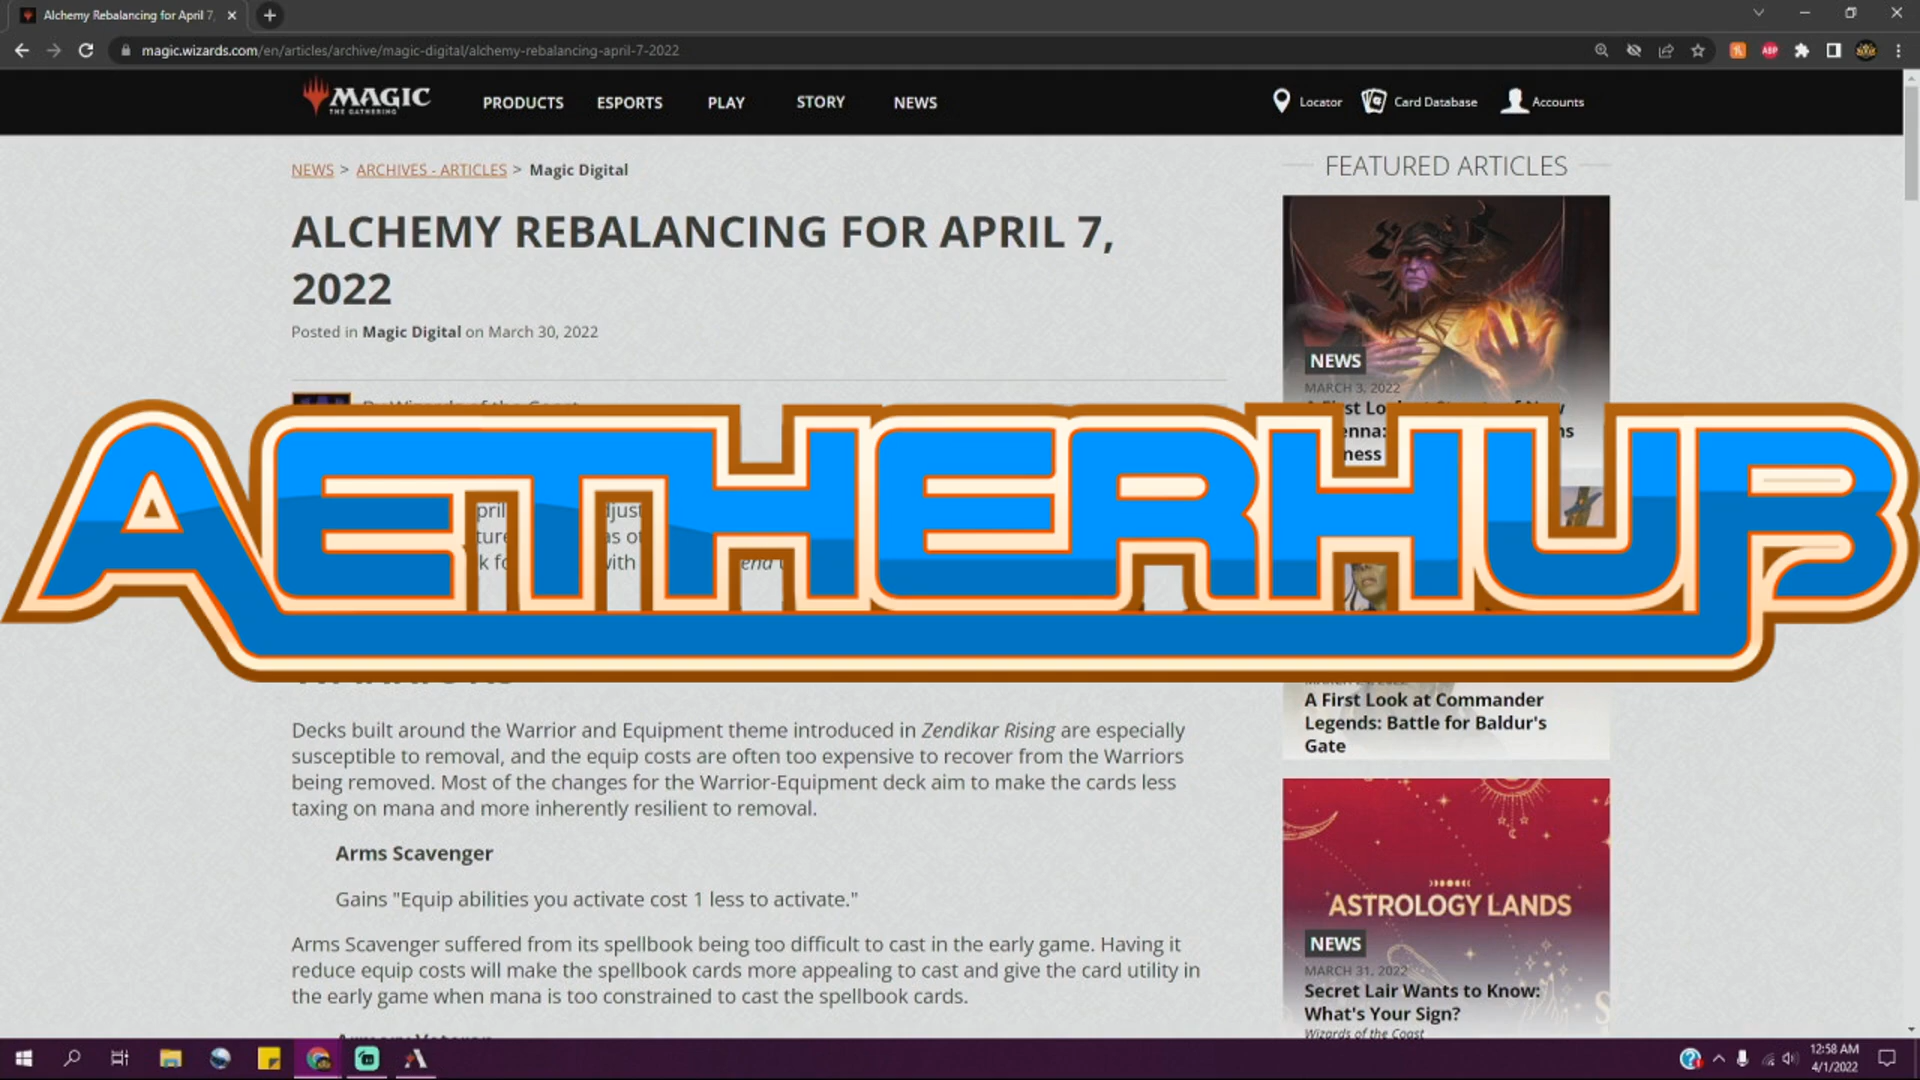 Alchemy Rebalancing for April 7,
magic.wizards.com/en/articles/archive/magic-digital/alchemy-rebalancing-april-7-2022
ABP
MAGIC
THE GATHERING
PRODUCTS ESPORTS PLAY STORY NEWS
Locator Card Database Accounts
NEWS > ARCHIVES - ARTICLES > Magic Digital
ALCHEMY REBALANCING FOR APRIL 7,
2022
Posted in Magic Digital on March 30, 2022
AETHERHUB
Decks built around the Warrior and Equipment theme introduced in Zendikar Rising are especially
susceptible to removal, and the equip costs are often too expensive to recover from the Warriors
being removed. Most of the changes for the Warrior-Equipment deck aim to make the cards less
taxing on mana and more inherently resilient to removal.
Arms Scavenger
Gains "Equip abilities you activate cost 1 less to activate."
Arms Scavenger suffered from its spellbook being too difficult to cast in the early game. Having it
reduce equip costs will make the spellbook cards more appealing to cast and give the card utility in
the early game when mana is too constrained to cast the spellbook cards.
FEATURED ARTICLES
NEWS
MARCH 3, 2022
A First Look at Commander
Legends: Battle for Baldur's
Gate
ASTROLOGY LANDS
NEWS
MARCH 31, 2022
Secret Lair Wants to Know:
What's Your Sign?
Wizards of the Coast
12:58 AM
4/1/2022